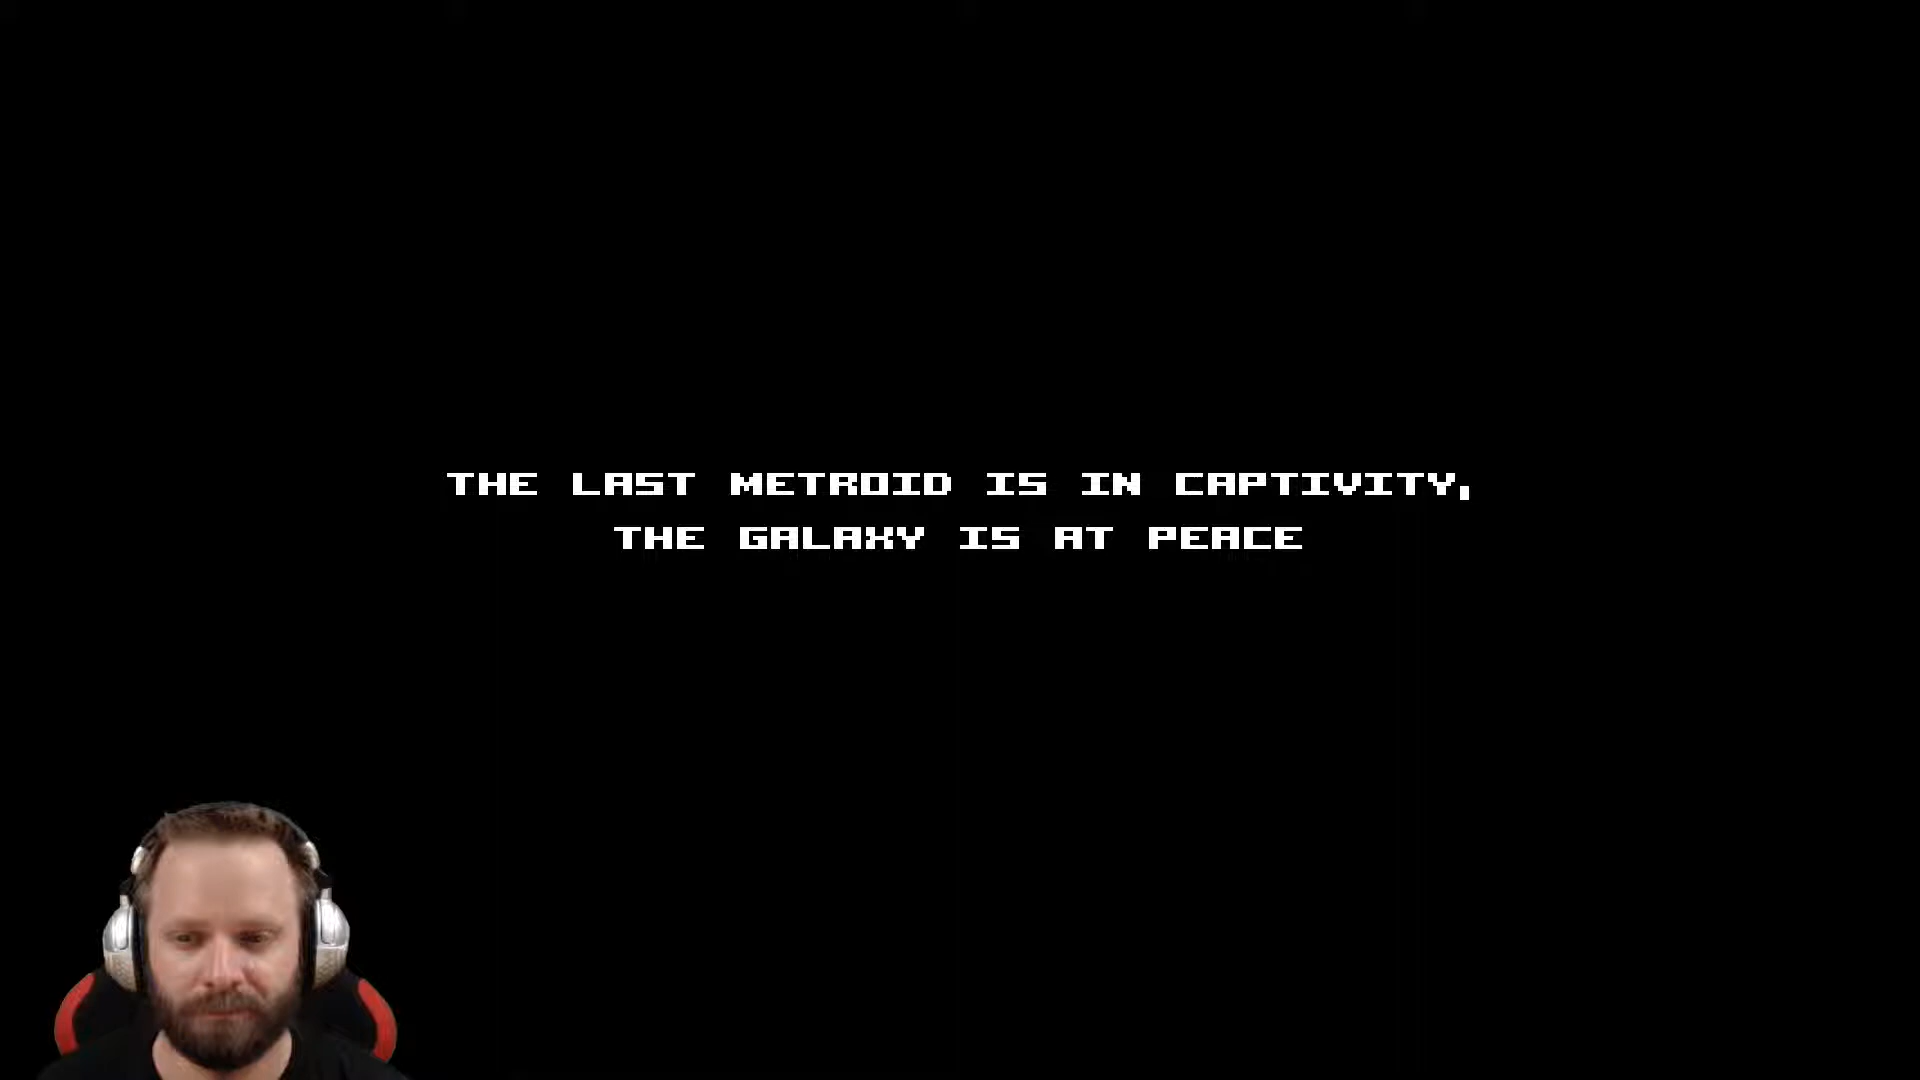 THE LAST METROID IS IN CAPTIVITY,
THE GALAXY IS AT PEACE